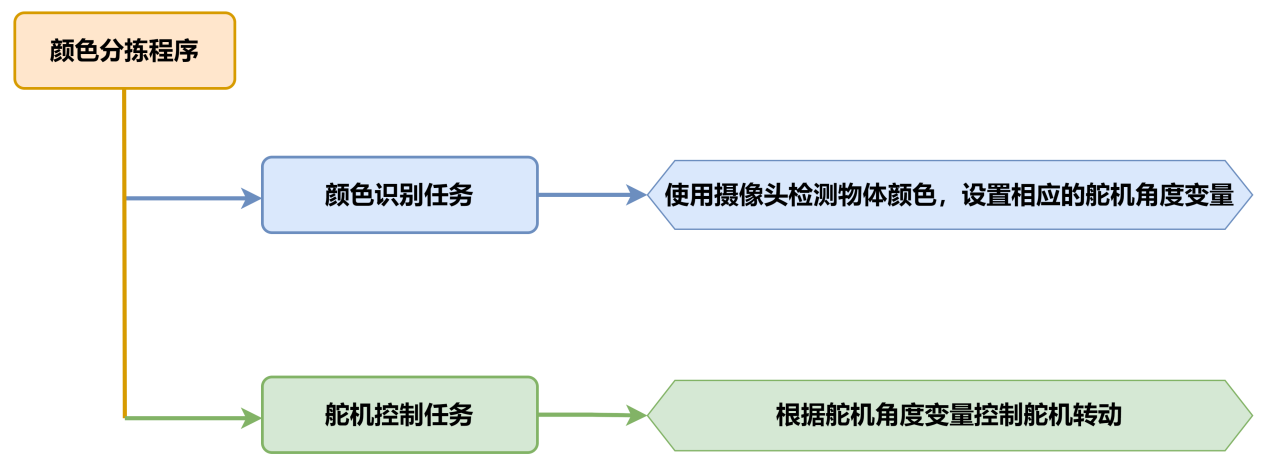 颜色分拣程序
颜色识别任务
使用摄像头检测物体颜色，设置相应的舵机角度变量
舵机控制任务
根据舵机角度变量控制舵机转动